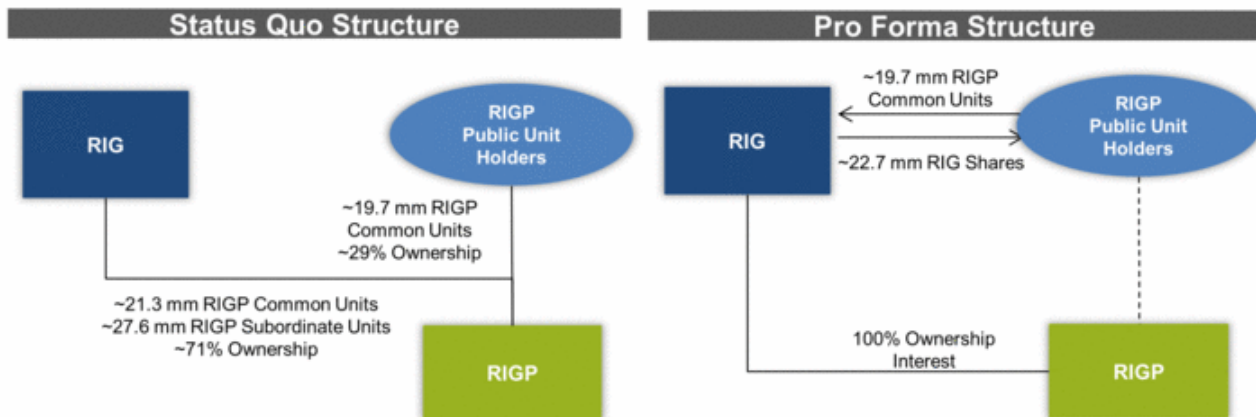 Status Quo Structure
RIG
RIGP
Public Unit
Holders
~19.7 mm RIGP
Common Units
~29% Ownership
~21.3 mm RIGP Common Units
~27.6 mm RIGP Subordinate Units
~71% Ownership
RIGP
Pro Forma Structure
~19.7 mm RIGP
Common Units
RIG
RIGP
Public Unit
Holders
~22.7 mm RIG Shares
100% Ownership
Interest
RIGP